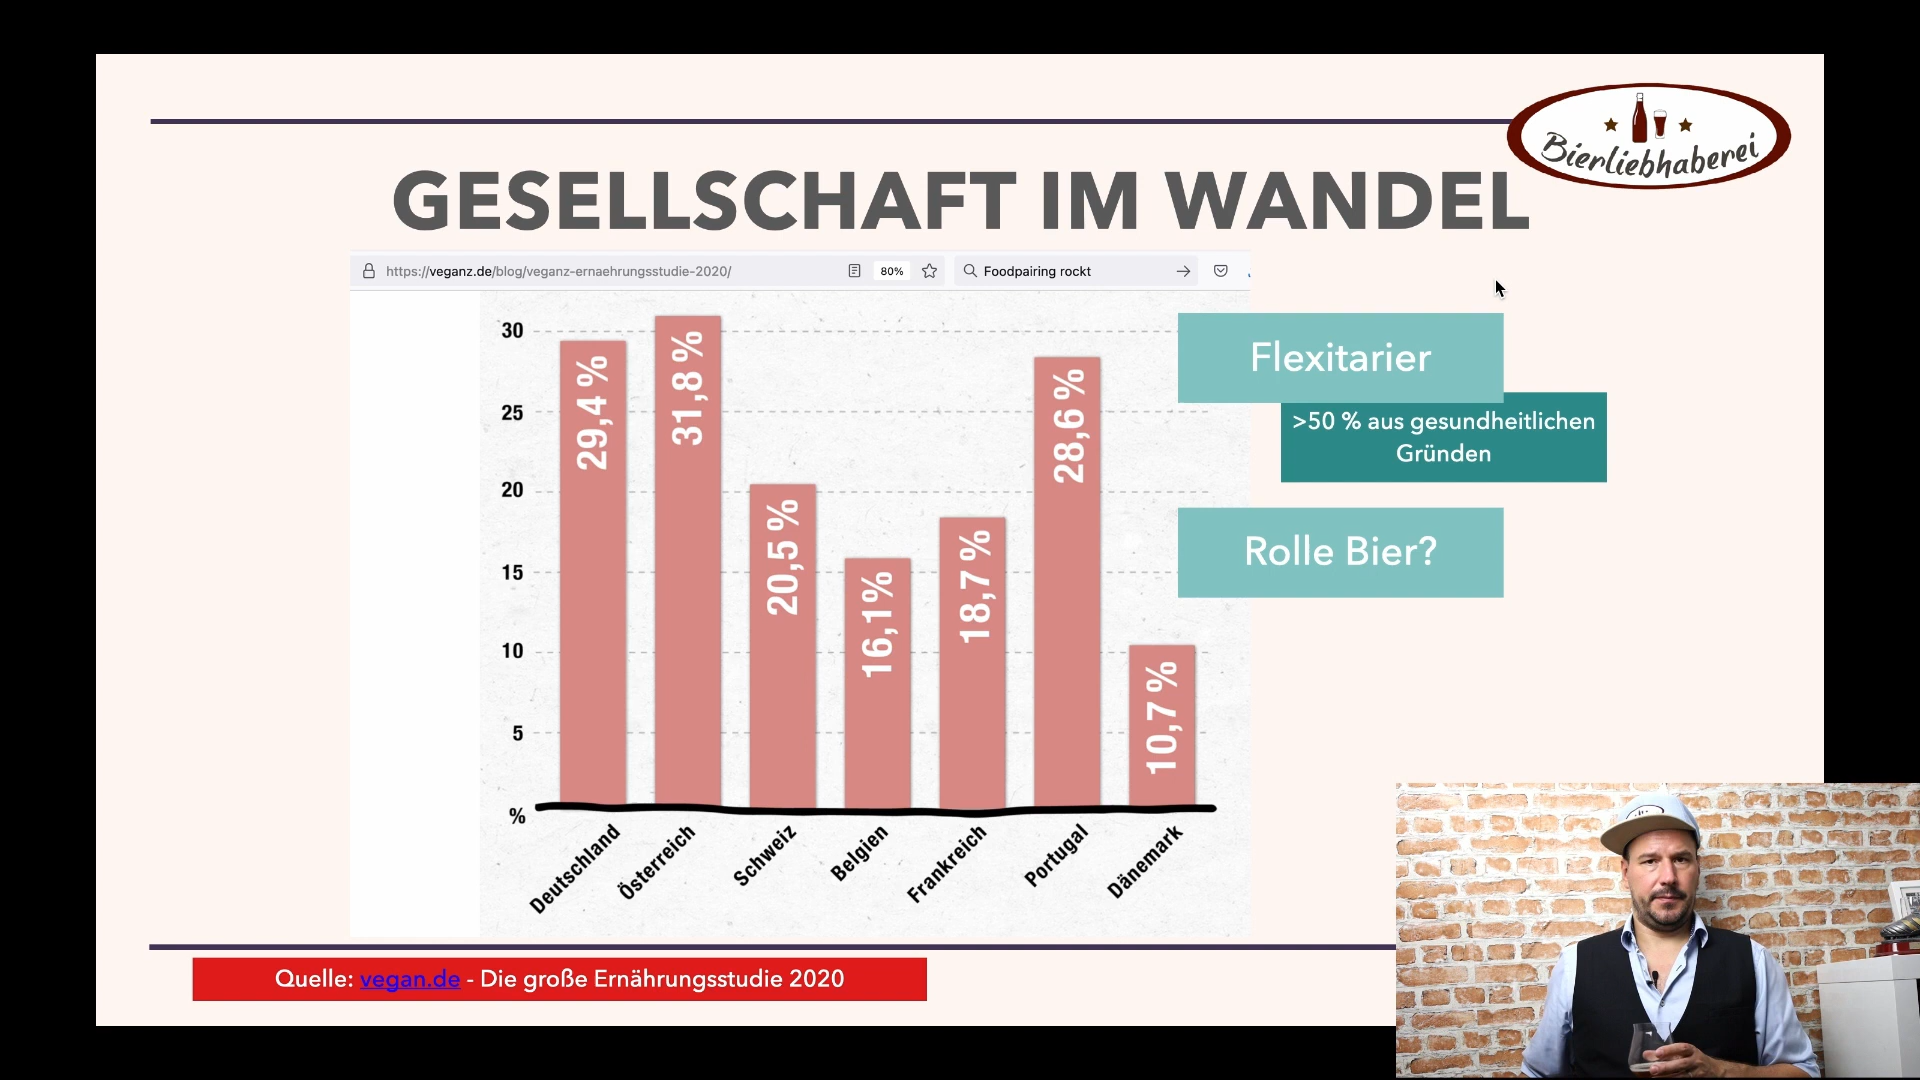 Bierliebhaberei
GESELLSCHAFT IM WANDEL
https://veganz.de/blog/veganz-ernaehrungsstudie-2020/
80%
Foodpairing rockt
30
25
20
15
10
5
%
29,4 %
31,8 %
20,5 %
16,1%
18,7 %
28,6 %
10,7 %
Deutschland
Österreich
Schweiz
Belgien
Frankreich
Portugal
Dänemark
Flexitarier
>50 % aus gesundheitlichen
Gründen
Rolle Bier?
Quelle: vegan.de - Die große Ernährungsstudie 2020